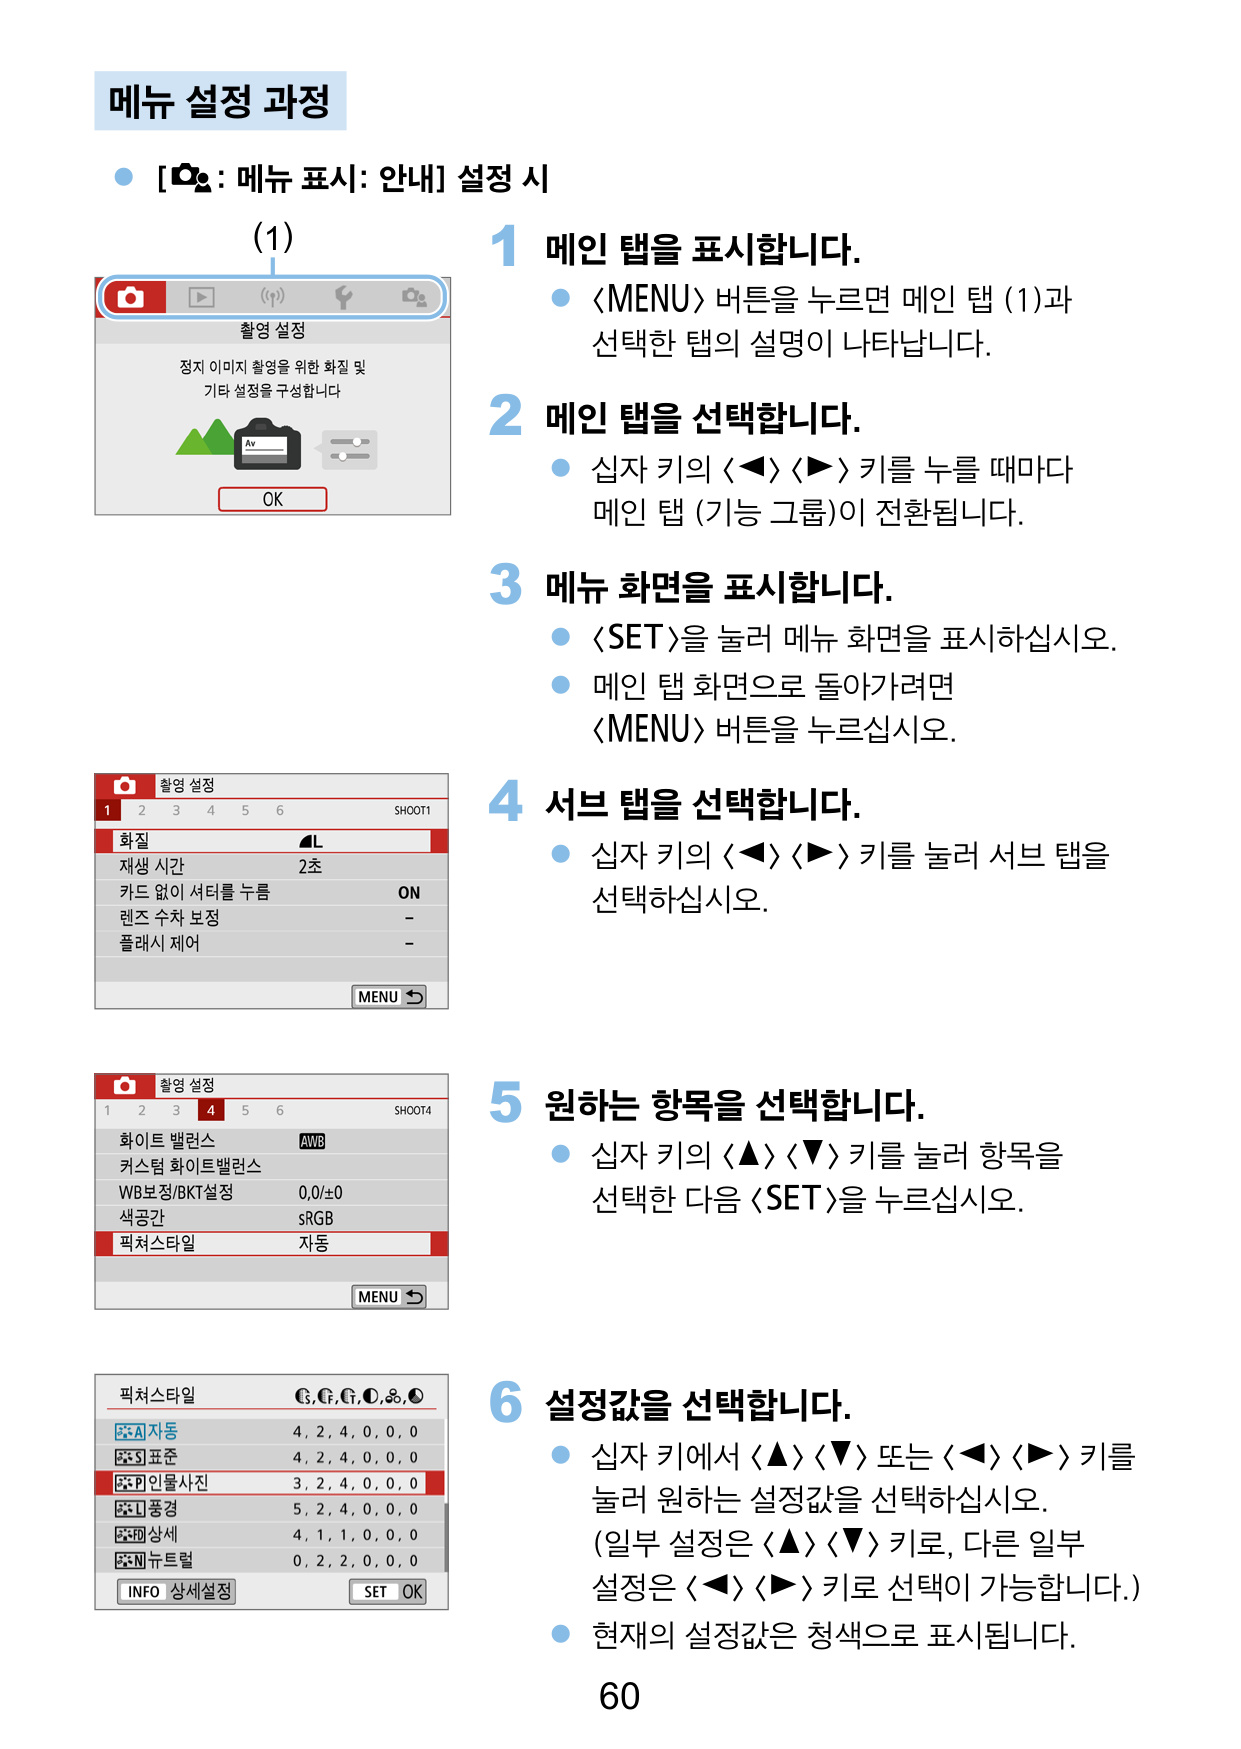 메뉴 설정 과정
[: 메뉴 표시: 안내] 설정 시
(1)
촬영 설정
정지 이미지 촬영을 위한 화질 및
기타 설정을 구성합니다
Av
OK
1 메인 탭을 표시합니다.
〈MENU〉 버튼을 누르면 메인 탭 (1)과
선택한 탭의 설명이 나타납니다.
2 메인 탭을 선택합니다.
십자 키의 〈◀〉〈▶〉 키를 누를 때마다
메인 탭 (기능 그룹)이 전환됩니다.
3 메뉴 화면을 표시합니다.
〈SET〉을 눌러 메뉴 화면을 표시하십시오.
메인 탭 화면으로 돌아가려면
〈MENU〉 버튼을 누르십시오.
촬영 설정
1 2 3 4 5 6 SHOOT1
화질 L
재생 시간 2초
카드 없이 셔터를 누름 ON
렌즈 수차 보정 –
플래시 제어 –
MENU
4 서브 탭을 선택합니다.
십자 키의 〈◀〉〈▶〉 키를 눌러 서브 탭을
선택하십시오.
촬영 설정
1 2 3 4 5 6 SHOOT4
화이트 밸런스 AWB
커스텀 화이트밸런스
WB보정/BKT설정 0,0/±0
색공간 sRGB
픽쳐스타일 자동
MENU
5 원하는 항목을 선택합니다.
십자 키의 〈▲〉〈▼〉 키를 눌러 항목을
선택한 다음 〈SET〉을 누르십시오.
픽쳐스타일 S,F,T,
A 자동 4, 2, 4, 0, 0, 0
S 표준 4, 2, 4, 0, 0, 0
P 인물사진 3, 2, 4, 0, 0, 0
L 풍경 5, 2, 4, 0, 0, 0
FD 상세 4, 1, 1, 0, 0, 0
N 뉴트럴 0, 2, 2, 0, 0, 0
INFO 상세설정 SET OK
6 설정값을 선택합니다.
십자 키에서 〈▲〉〈▼〉 또는 〈◀〉〈▶〉 키를
눌러 원하는 설정값을 선택하십시오.
(일부 설정은 〈▲〉〈▼〉 키로, 다른 일부
설정은 〈◀〉〈▶〉 키로 선택이 가능합니다.)
현재의 설정값은 청색으로 표시됩니다.
60